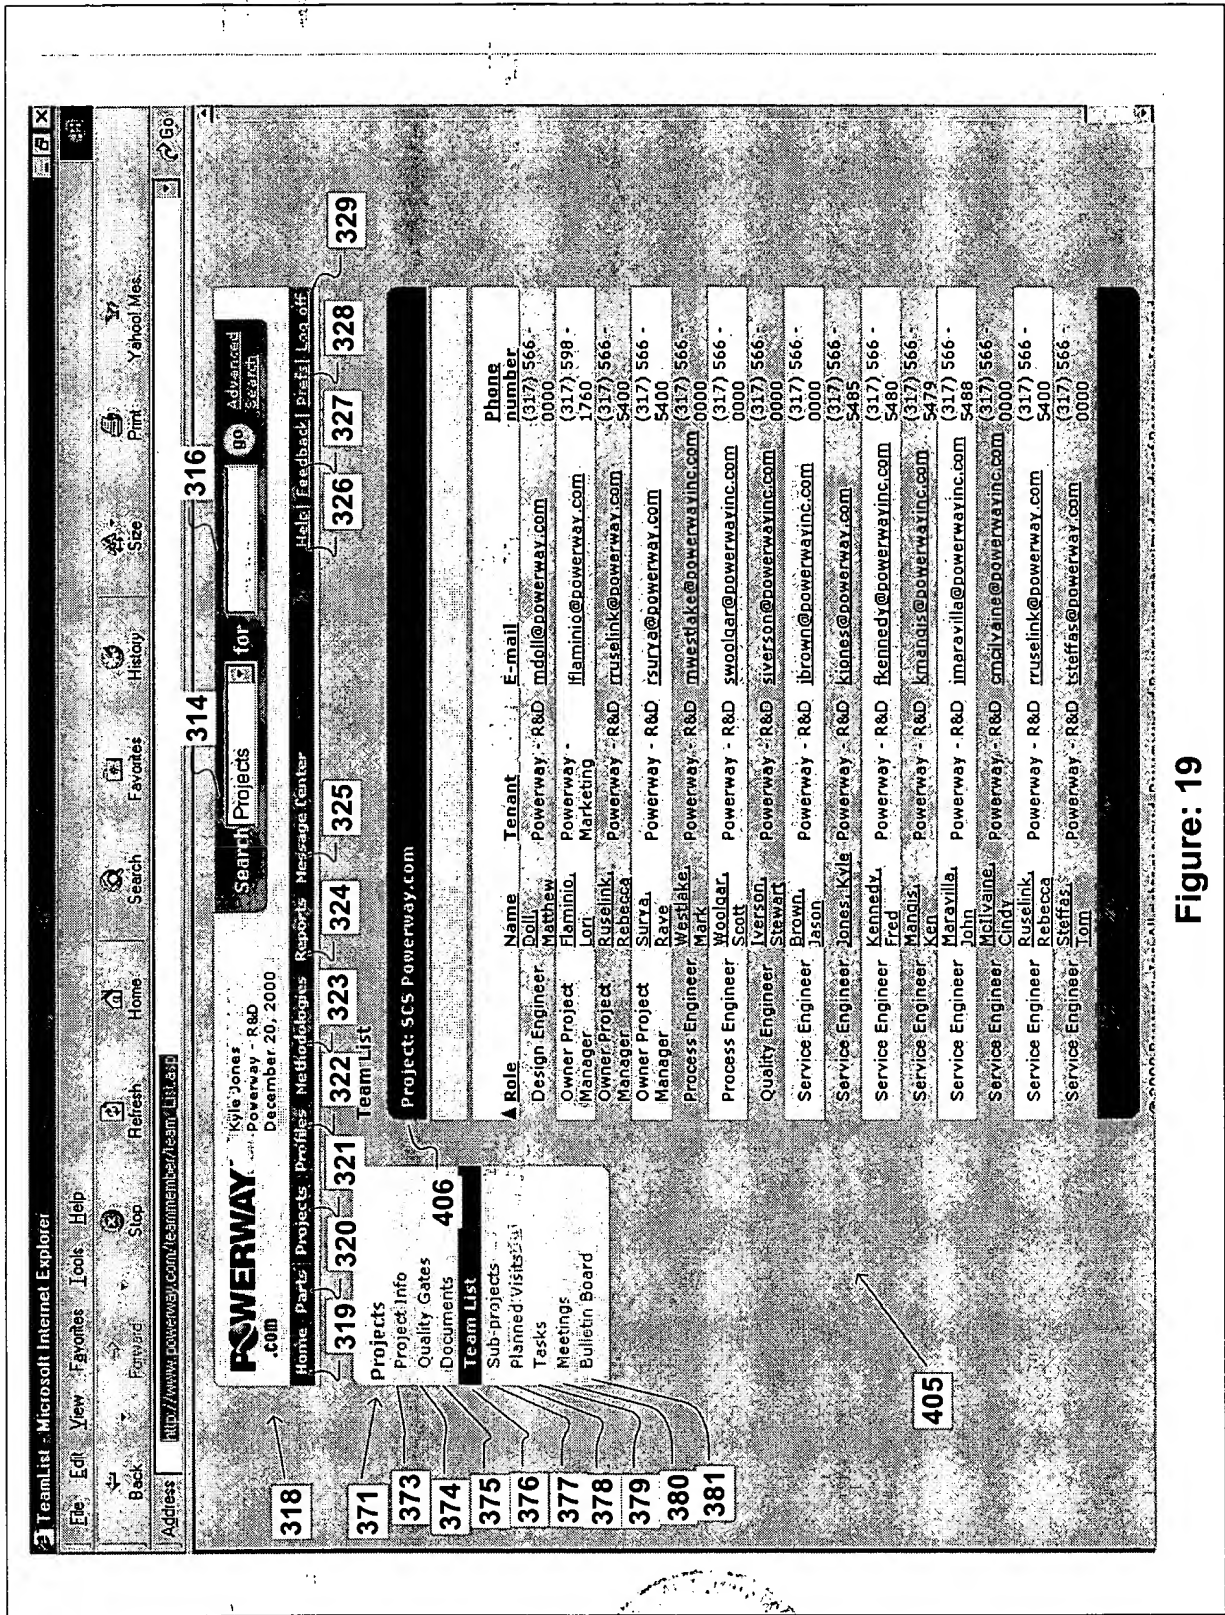 TeamList - Microsoft Internet Explorer
File Edit View Favorites Tools Help
Back Forward Stop Refresh Home Search Favorites History Size Print Yahoo! Mes..
Address http://www.powerway.com/teammember/team_List.asp Go
314 316
318
POWERWAY
.com
Kyle Jones
Powerway - R&D
December 20, 2000
Search Projects for go Advanced Search
Home Parts Projects Profiles Methodologies Reports Message Center Help Feedback Prefs Log off
319 320 321 322 323 324 325 326 327 328 329
Team List
371
Projects
373 Project Info
374 Quality Gates
375 Documents
376 Team List
377 Sub-projects
378 Planned Visits
379 Tasks
380 Meetings
381 Bulletin Board
406
405
Project: SCS Powerway.com
Role Name Tenant E-mail Phone number
Design Engineer Doll, Matthew Powerway - R&D mdoll@powerway.com (317) 566 - 0000
Owner Project Manager Flaminio, Lori Powerway - Marketing lflaminio@powerway.com (317) 598 - 1760
Owner Project Manager Ruselink, Rebecca Powerway - R&D rruselink@powerway.com (317) 566 - 5400
Owner Project Manager Surya, Rave Powerway - R&D rsurya@powerway.com (317) 566 - 5400
Process Engineer Westlake, Mark Powerway - R&D mwestlake@powerwayinc.com (317) 566 - 0000
Process Engineer Woolgar, Scott Powerway - R&D swoolgar@powerwayinc.com (317) 566 - 0000
Quality Engineer Iverson, Stewart Powerway - R&D siverson@powerwayinc.com (317) 566 - 0000
Service Engineer Brown, Jason Powerway - R&D jbrown@powerwayinc.com (317) 566 - 0000
Service Engineer Jones, Kyle Powerway - R&D kjones@powerway.com (317) 566 - 5485
Service Engineer Kennedy, Fred Powerway - R&D fkennedy@powerwayinc.com (317) 566 - 5480
Service Engineer Mangis, Ken Powerway - R&D kmangis@powerwayinc.com (317) 566 - 5479
Service Engineer Maravilla, John Powerway - R&D jmaravilla@powerwayinc.com (317) 566 - 5488
Service Engineer McIlvaine, Cindy Powerway - R&D cmcilvane@powerwayinc.com (317) 566 - 0000
Service Engineer Ruselink, Rebecca Powerway - R&D rruselink@powerway.com (317) 566 - 5400
Service Engineer Steffas, Tom Powerway - R&D tsteffas@powerway.com (317) 566 - 0000
Figure: 19